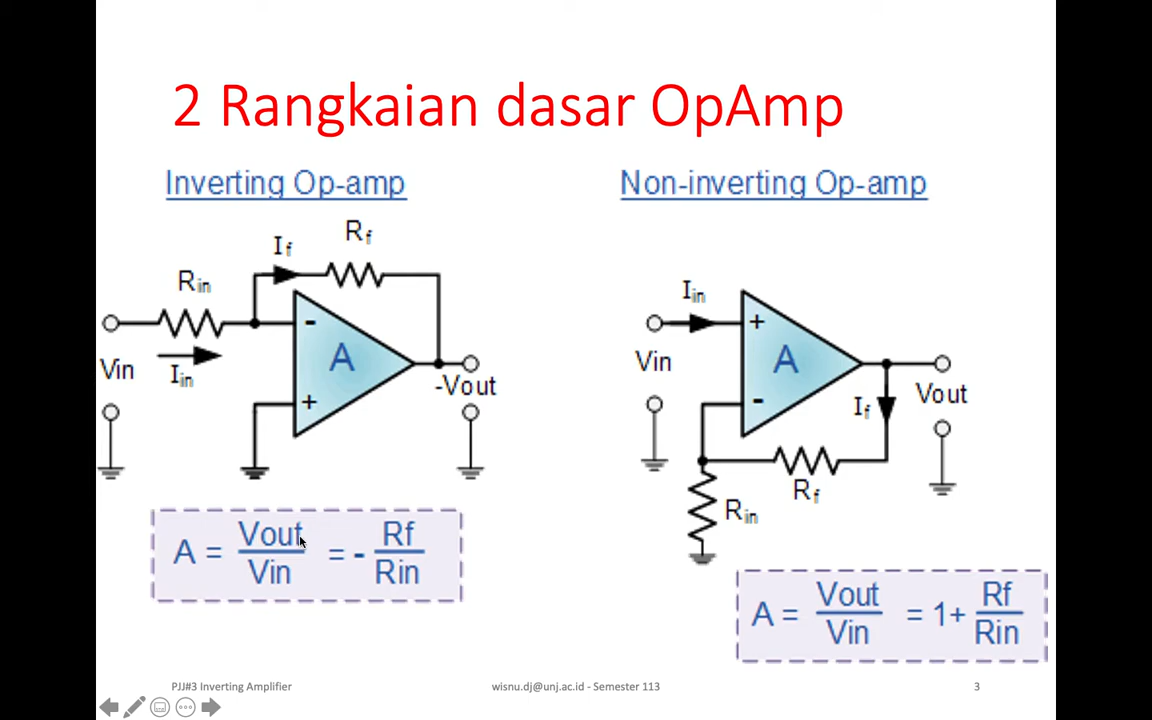 2 Rangkaian dasar OpAmp
Inverting Op-amp
Rf
If
Rin
-
A
+
Vin
Iin
-Vout
A = Vout/Vin = - Rf/Rin
Non-inverting Op-amp
Iin
+
A
-
Vin
If
Vout
Rf
Rin
A = Vout/Vin = 1+ Rf/Rin
PJJ#3 Inverting Amplifier
wisnu.dj@unj.ac.id - Semester 113
3